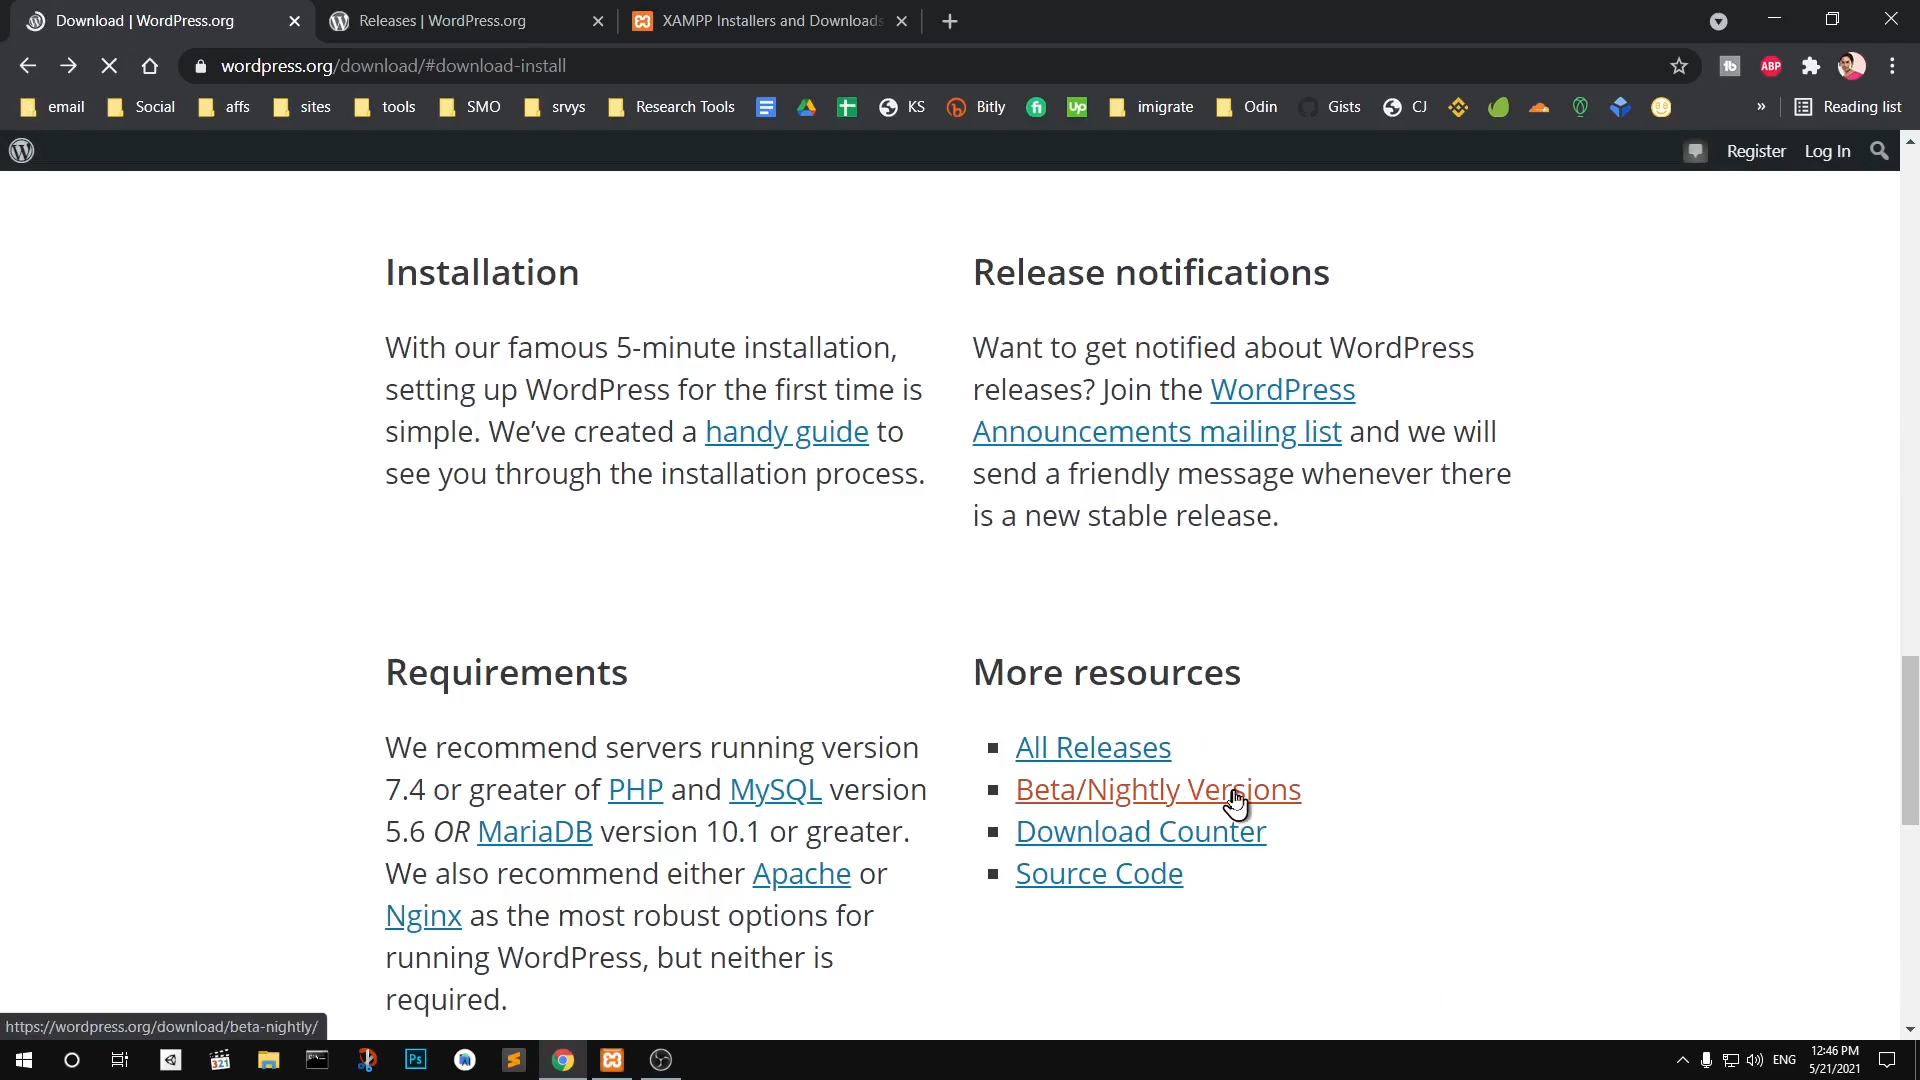 Download | WordPress.org
Releases | WordPress.org
XAMPP Installers and Downloads
wordpress.org/download/#download-install
ABP
email
Social
affs
sites
tools
SMO
srvys
Research Tools
KS
Bitly
Up
imigrate
Odin
Gists
CJ
»
Reading list
Register
Log In
Installation
With our famous 5-minute installation,
setting up WordPress for the first time is
simple. We’ve created a handy guide to
see you through the installation process.
Release notifications
Want to get notified about WordPress
releases? Join the WordPress
Announcements mailing list and we will
send a friendly message whenever there
is a new stable release.
Requirements
We recommend servers running version
7.4 or greater of PHP and MySQL version
5.6 OR MariaDB version 10.1 or greater.
We also recommend either Apache or
Nginx as the most robust options for
running WordPress, but neither is
required.
More resources
All Releases
Beta/Nightly Versions
Download Counter
Source Code
https://wordpress.org/download/beta-nightly/
321
Ps
ENG
12:46 PM
5/21/2021